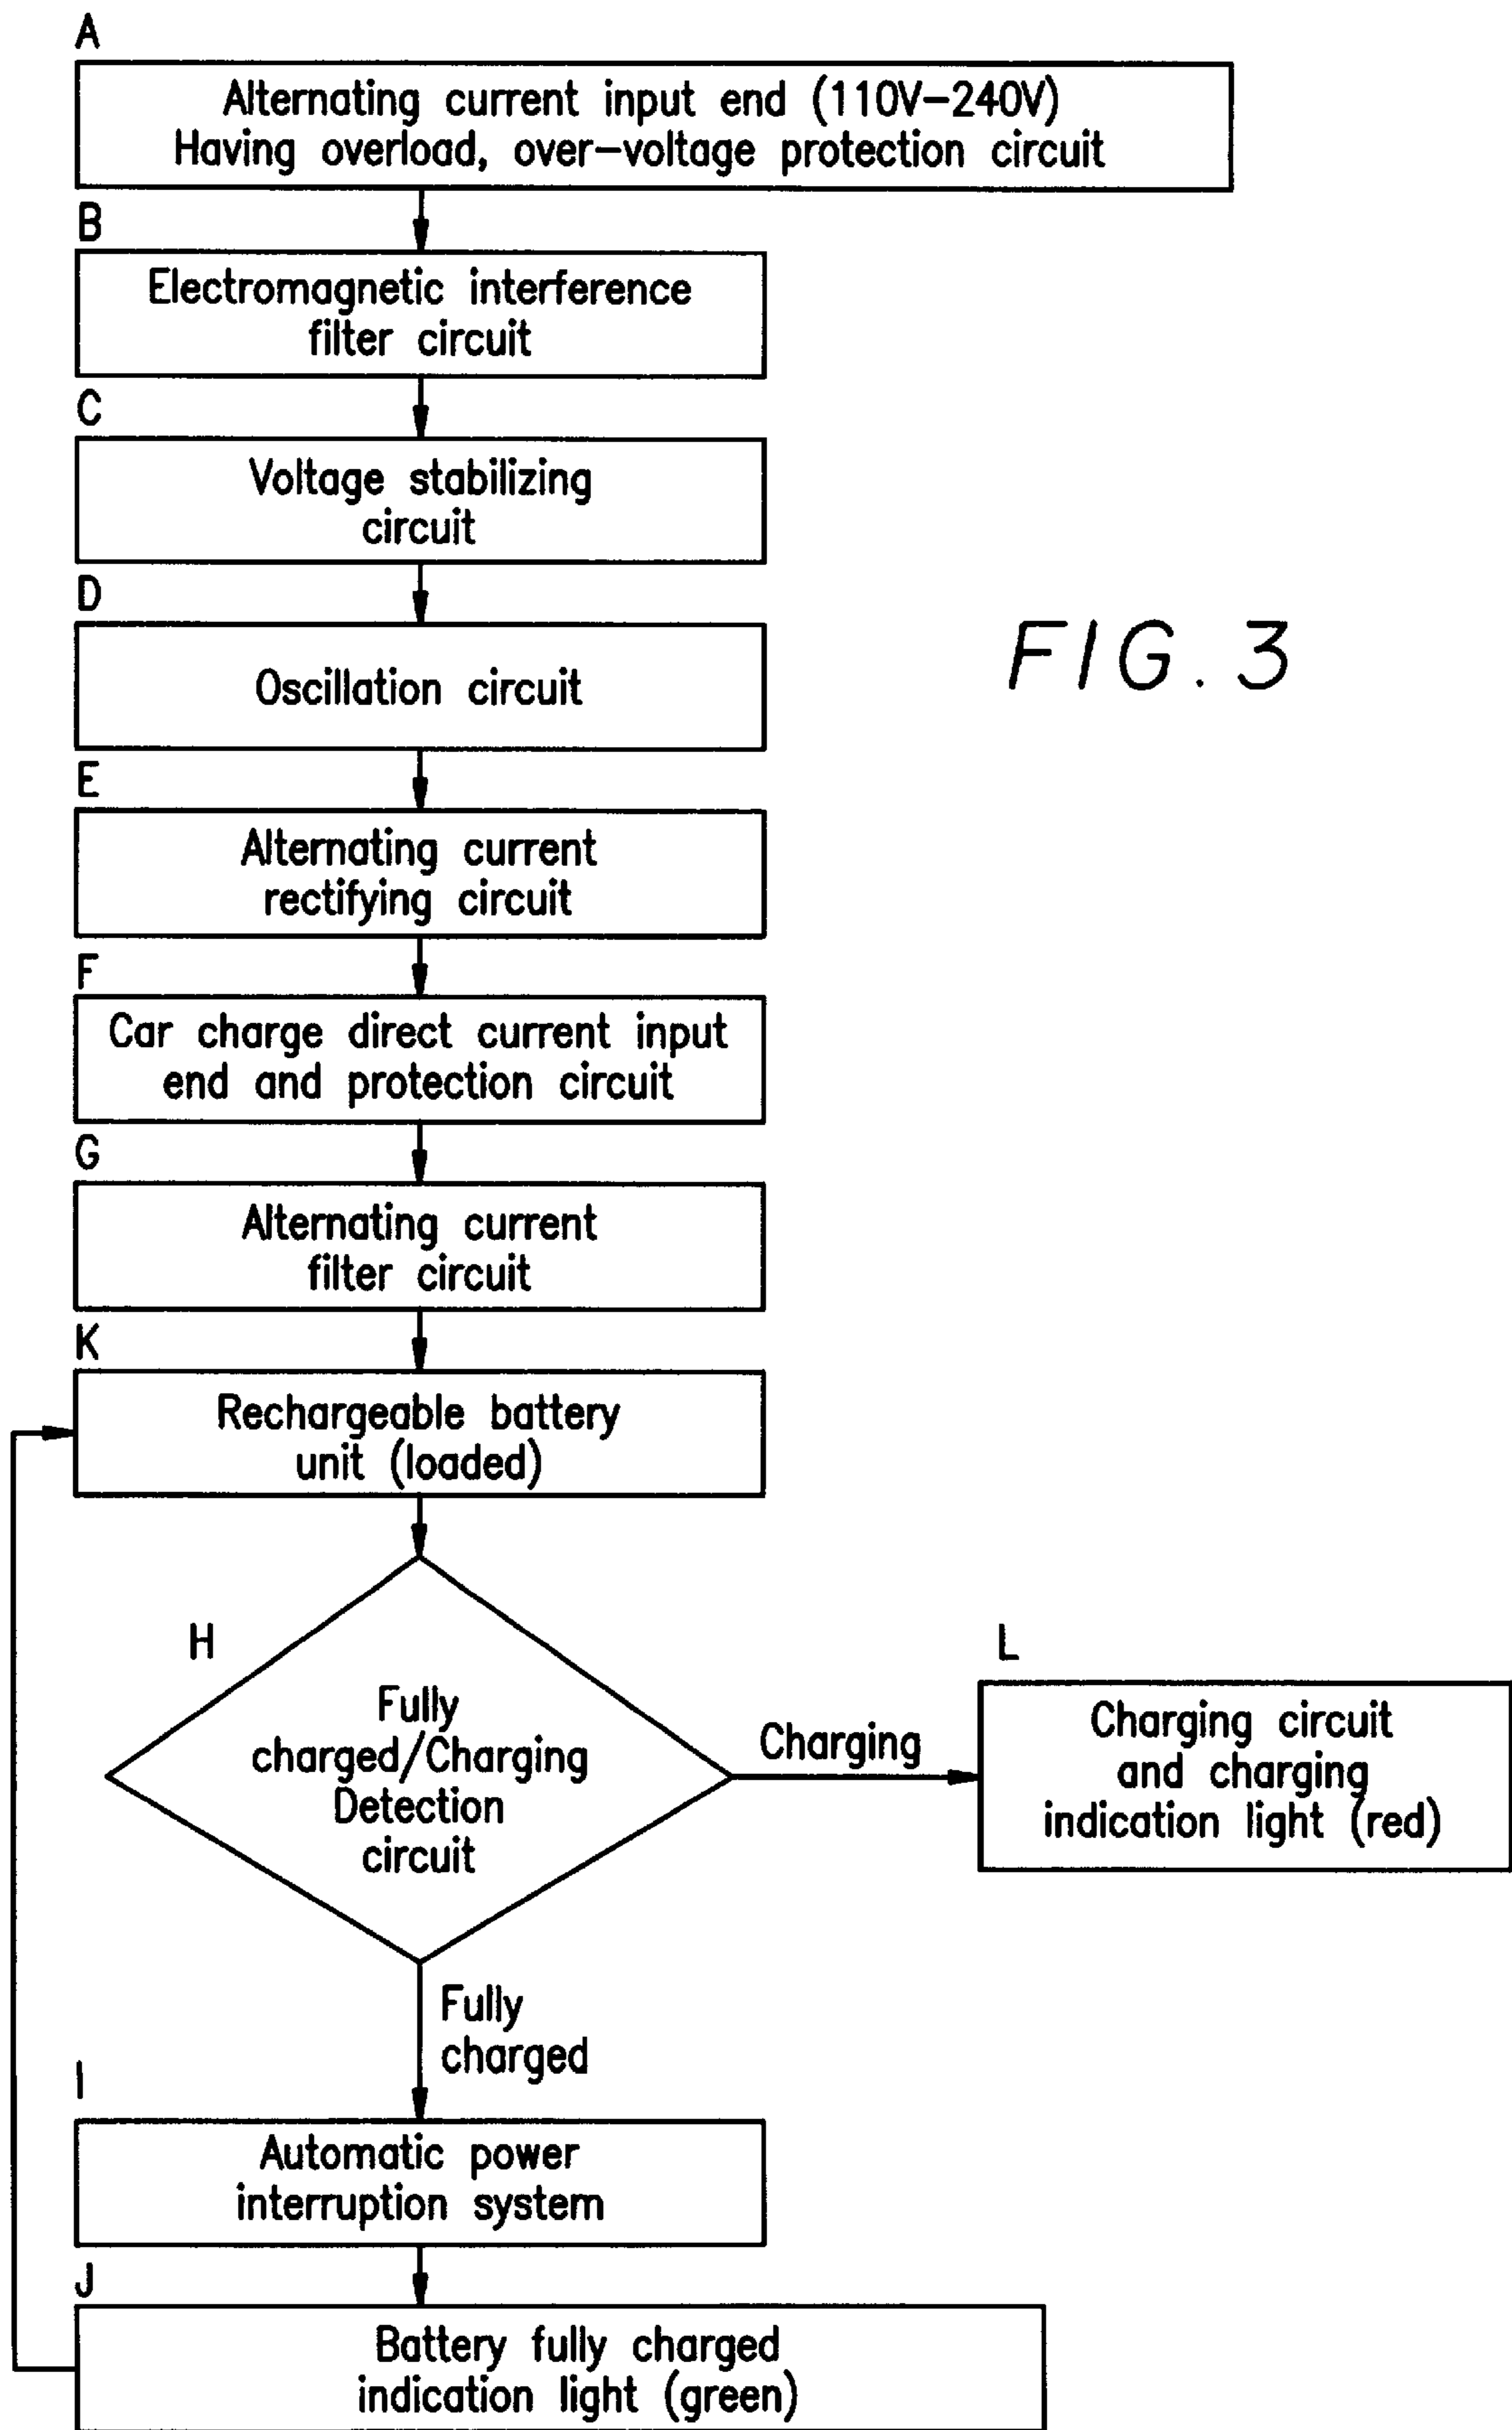 A
Alternating current input end (110V-240V)
Having overload, over-voltage protection circuit
B
Electromagnetic interference
filter circuit
C
Voltage stabilizing
circuit
D
Oscillation circuit
FIG. 3
E
Alternating current
rectifying circuit
F
Car charge direct current input
end and protection circuit
G
Alternating current
filter circuit
K
Rechargeable battery
unit (loaded)
H
Fully
charged/Charging
Detection
circuit
Charging
L
Charging circuit
and charging
indication light (red)
Fully
charged
I
Automatic power
interruption system
J
Battery fully charged
indication light (green)